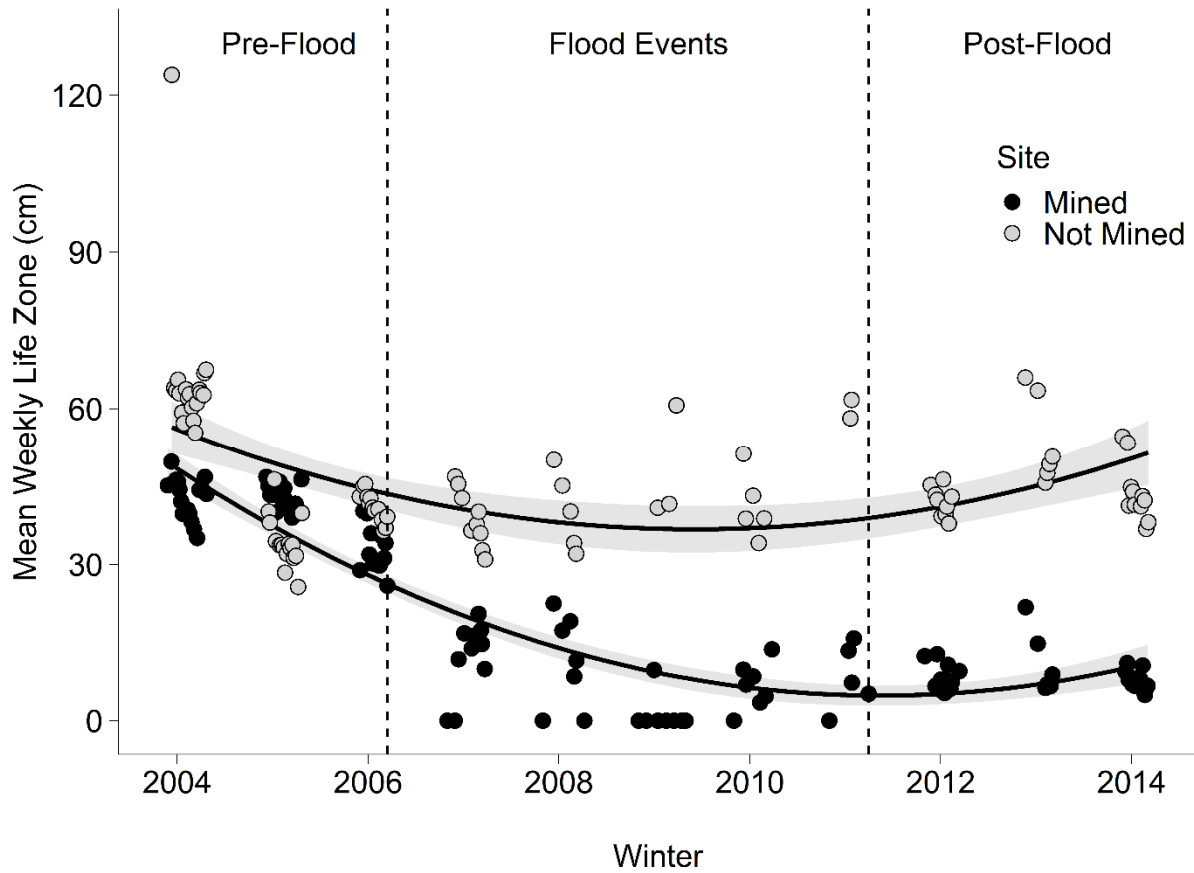 Pre-Flood Flood Events Post-Flood
120
90
60
30
0
Mean Weekly Life Zone (cm)
Site
Mined
Not Mined
2004 2006 2008 2010 2012 2014
Winter